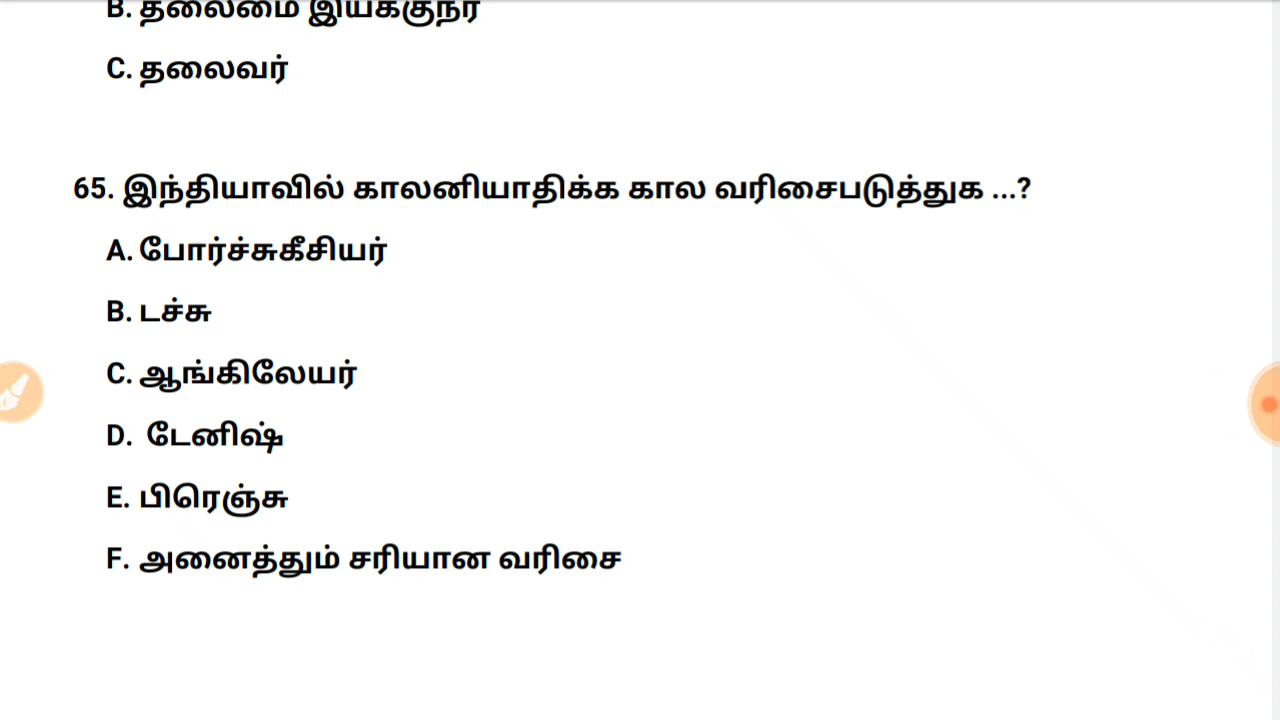 B. தலைமை இயக்குநர்
C. தலைவர்
65. இந்தியாவில் காலனியாதிக்க கால வரிசைபடுத்துக ...?
A. போர்ச்சுகீசியர்
B. டச்சு
C. ஆங்கிலேயர்
D. டேனிஷ்
E. பிரெஞ்சு
F. அனைத்தும் சரியான வரிசை